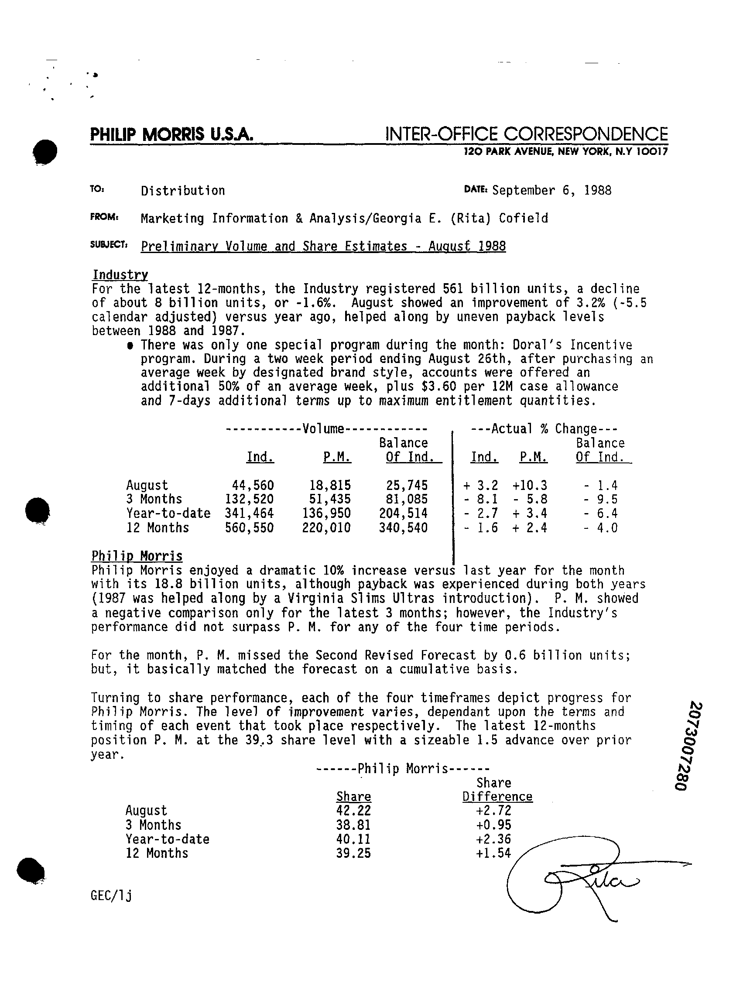 PHILIP MORRIS U.S.A. INTER-OFFICE CORRESPONDENCE
120 PARK AVENUE, NEW YORK, N.Y 10017
TO: Distribution DATE: September 6, 1988
FROM: Marketing Information & Analysis/Georgia E. (Rita) Cofield
SUBJECT: Preliminary Volume and Share Estimates - August 1988
Industry
For the latest 12-months, the Industry registered 561 billion units, a decline
of about 8 billion units, or -1.6%. August showed an improvement of 3.2% (-5.5
calendar adjusted) versus year ago, helped along by uneven payback levels
between 1988 and 1987.
• There was only one special program during the month: Doral's Incentive
program. During a two week period ending August 26th, after purchasing an
average week by designated brand style, accounts were offered an
additional 50% of an average week, plus $3.60 per 12M case allowance
and 7-days additional terms up to maximum entitlement quantities.
-----------Volume------------ ---Actual % Change---
Balance Balance
Ind. P.M. Of Ind. Ind. P.M. Of Ind.
August 44,560 18,815 25,745 + 3.2 +10.3 - 1.4
3 Months 132,520 51,435 81,085 - 8.1 - 5.8 - 9.5
Year-to-date 341,464 136,950 204,514 - 2.7 + 3.4 - 6.4
12 Months 560,550 220,010 340,540 - 1.6 + 2.4 - 4.0
Philip Morris
Philip Morris enjoyed a dramatic 10% increase versus last year for the month
with its 18.8 billion units, although payback was experienced during both years
(1987 was helped along by a Virginia Slims Ultras introduction). P. M. showed
a negative comparison only for the latest 3 months; however, the Industry's
performance did not surpass P. M. for any of the four time periods.
For the month, P. M. missed the Second Revised Forecast by 0.6 billion units;
but, it basically matched the forecast on a cumulative basis.
Turning to share performance, each of the four timeframes depict progress for
Philip Morris. The level of improvement varies, dependant upon the terms and
timing of each event that took place respectively. The latest 12-months
position P. M. at the 39.3 share level with a sizeable 1.5 advance over prior
year.
------Philip Morris------
Share
Share Difference
August 42.22 +2.72
3 Months 38.81 +0.95
Year-to-date 40.11 +2.36
12 Months 39.25 +1.54
Rita
GEC/lj
2073007280